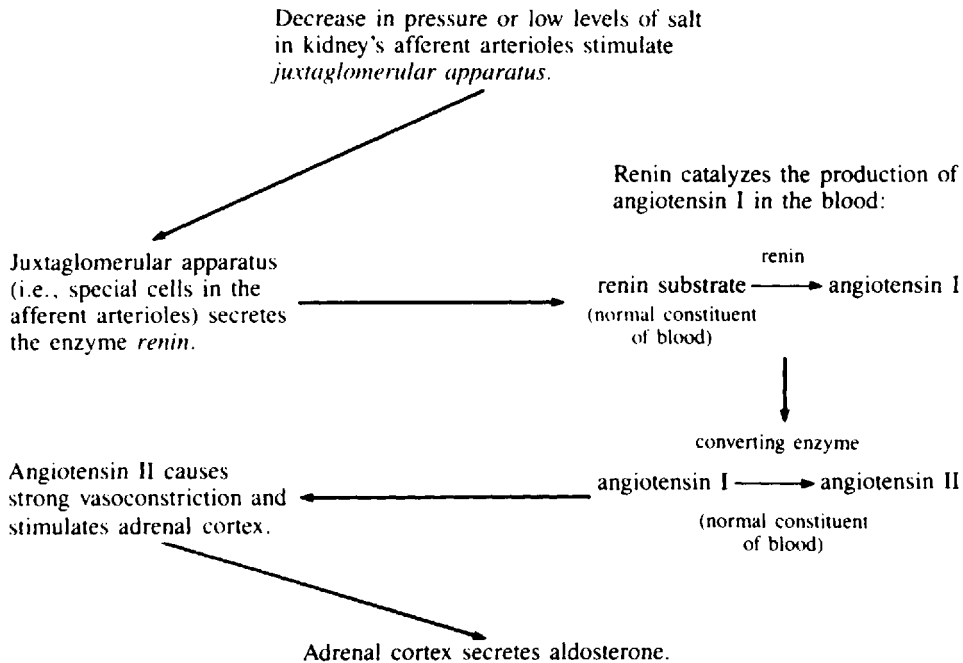 Decrease in pressure or low levels of salt
in kidney's afferent arterioles stimulate
juxtaglomerular apparatus.
Renin catalyzes the production of
angiotensin I in the blood:
Juxtaglomerular apparatus
(i.e., special cells in the
afferent arterioles) secretes
the enzyme renin.
renin
renin substrate angiotensin I
(normal constituent
of blood)
converting enzyme
angiotensin I angiotensin II
(normal constituent
of blood)
Angiotensin II causes
strong vasoconstriction and
stimulates adrenal cortex.
Adrenal cortex secretes aldosterone.